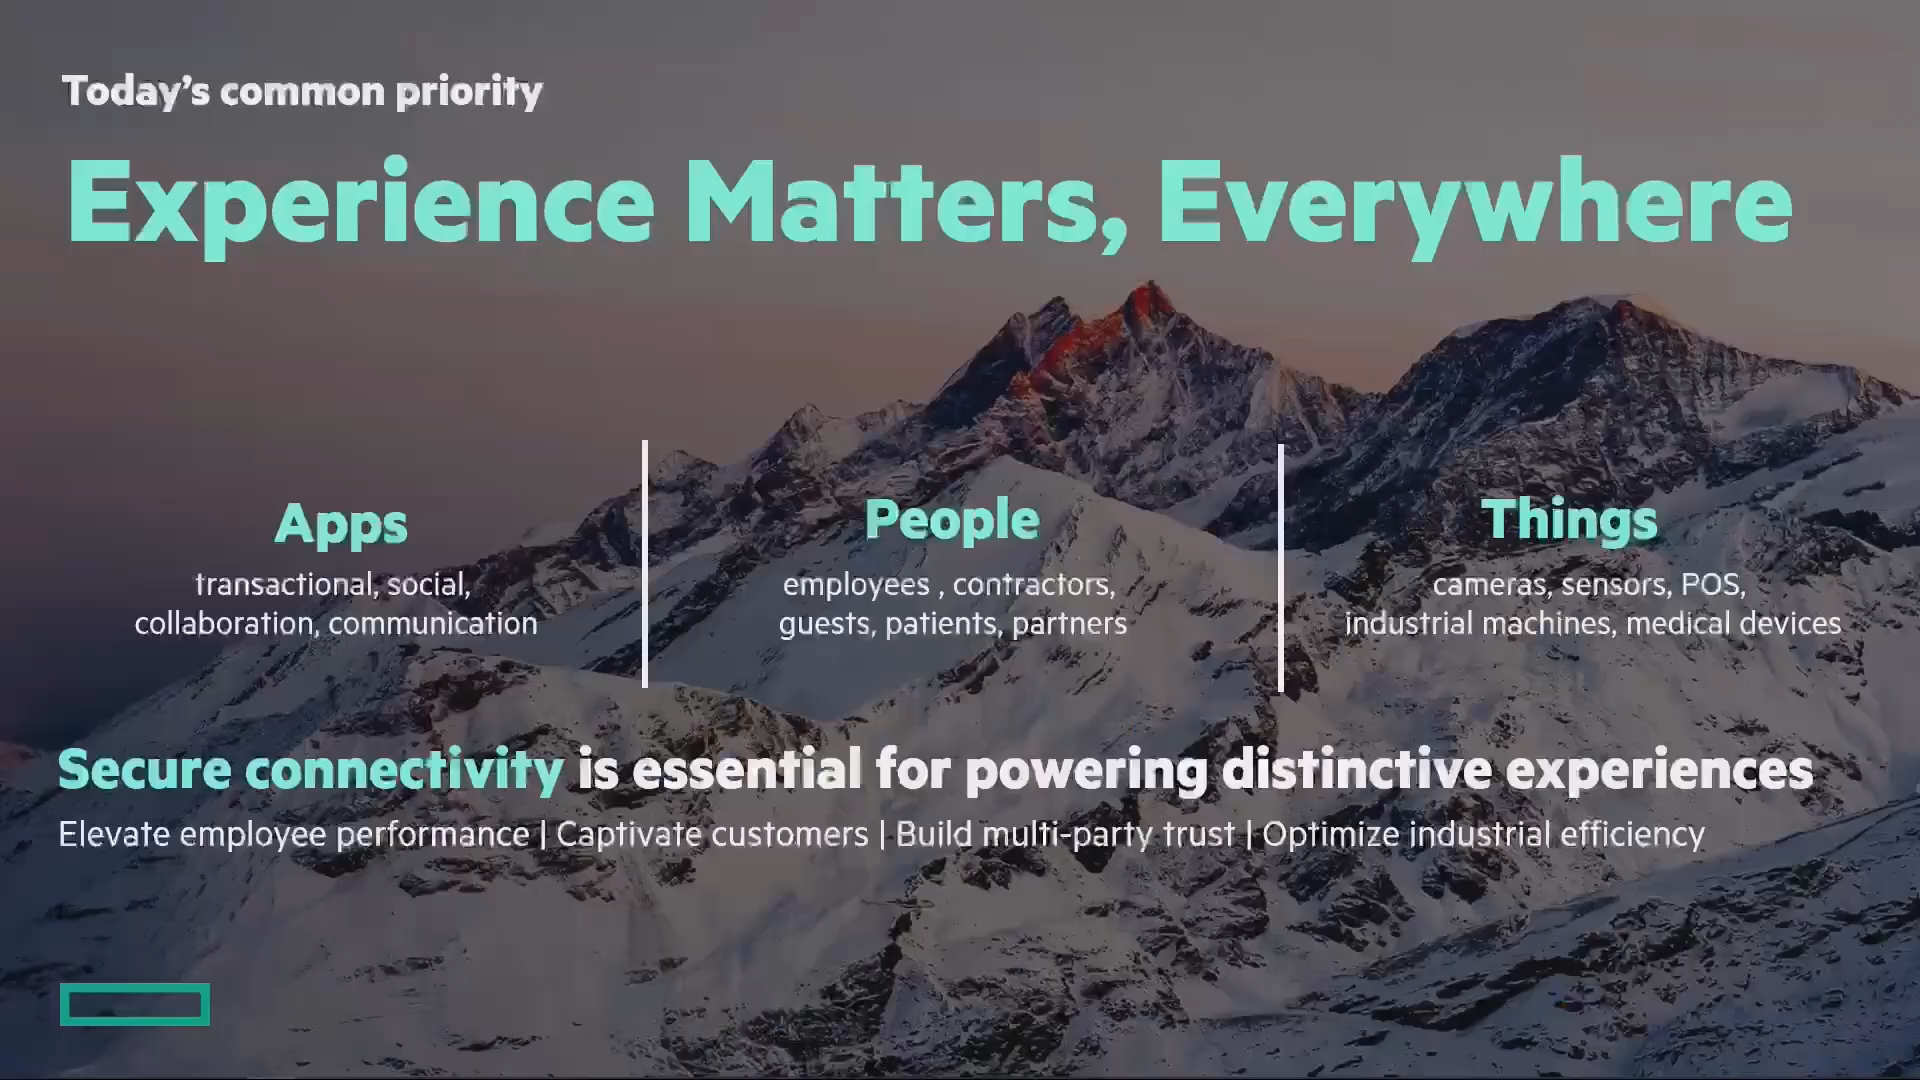 Today's common priority
Experience Matters, Everywhere
Apps
transactional, social,
collaboration, communication
People
employees , contractors,
guests, patients, partners
Things
cameras, sensors, POS,
industrial machines, medical devices
Secure connectivity is essential for powering distinctive experiences
Elevate employee performance | Captivate customers | Build multi-party trust | Optimize industrial efficiency